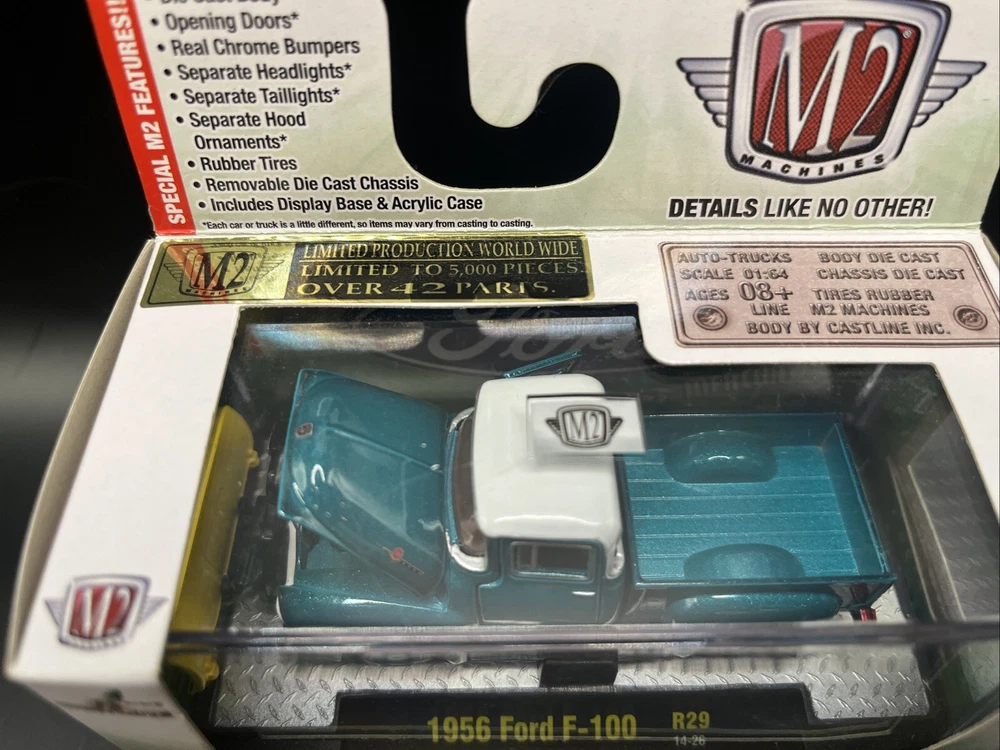 SPECIAL M2 FEATURES!!
• Opening Doors*
• Real Chrome Bumpers
• Separate Headlights*
• Separate Taillights*
• Separate Hood
Ornaments*
• Rubber Tires
• Removable Die Cast Chassis
• Includes Display Base & Acrylic Case
*Each car or truck is a little different, so items may vary from casting to casting.
M2
MACHINES
DETAILS LIKE NO OTHER!
M2
LIMITED PRODUCTION WORLD WIDE
LIMITED TO 5,000 PIECES.
OVER 42 PARTS.
AUTO-TRUCKS BODY DIE CAST
SCALE 01:64 CHASSIS DIE CAST
AGES 08+ TIRES RUBBER
LINE M2 MACHINES
BODY BY CASTLINE INC.
Ford
M2
M2
1956 Ford F-100 R29
14-26